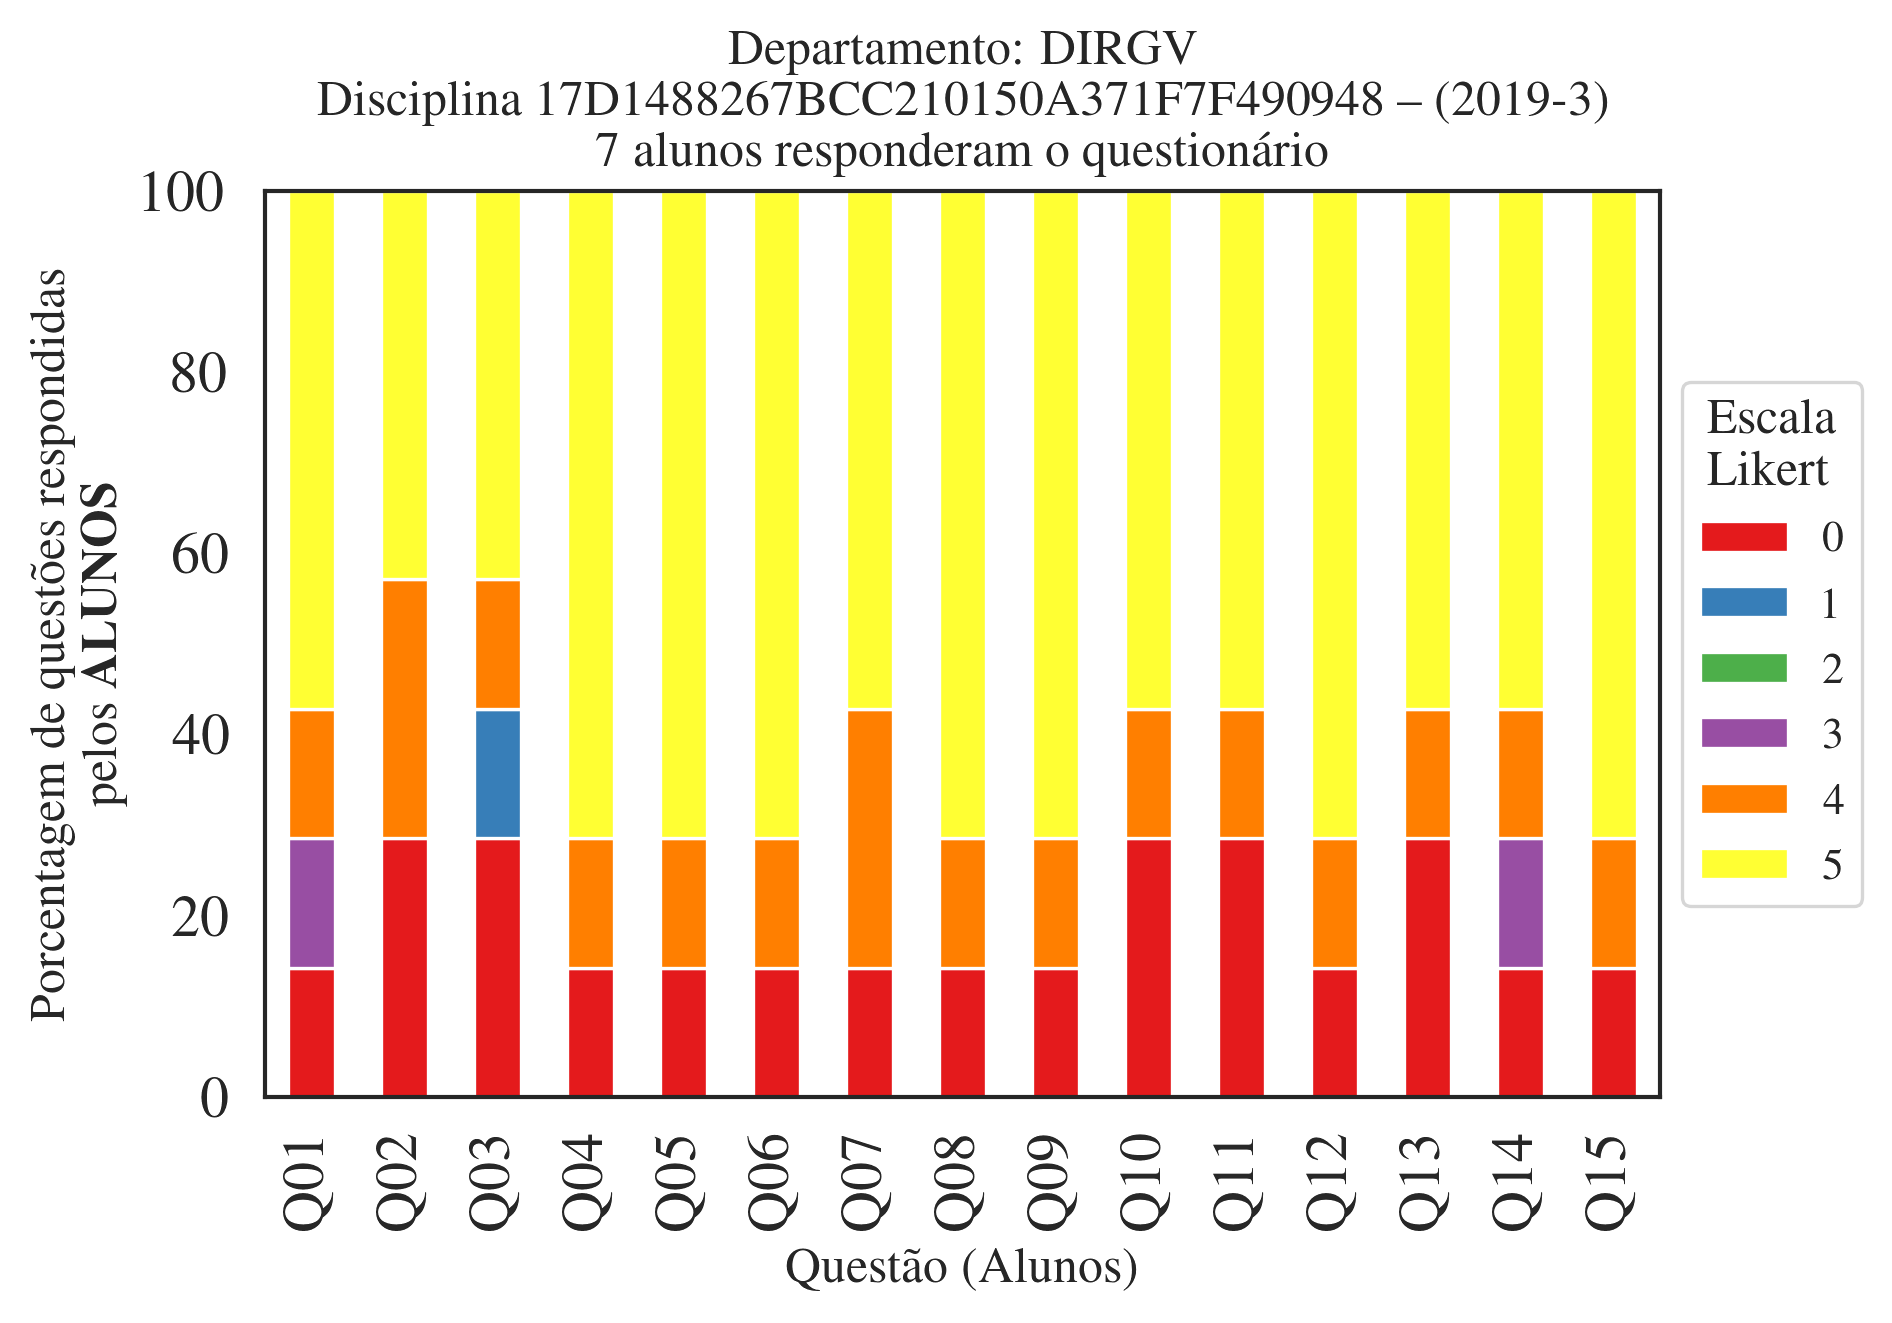 Departamento: DIRGV
Disciplina 17D1488267BCC210150A371F7F490948 – (2019-3)
7 alunos responderam o questionário
Porcentagem de questões respondidas
pelos ALUNOS
100
80
60
40
20
0
Q01
Q02
Q03
Q04
Q05
Q06
Q07
Q08
Q09
Q10
Q11
Q12
Q13
Q14
Q15
Questão (Alunos)
Escala
Likert
0
1
2
3
4
5